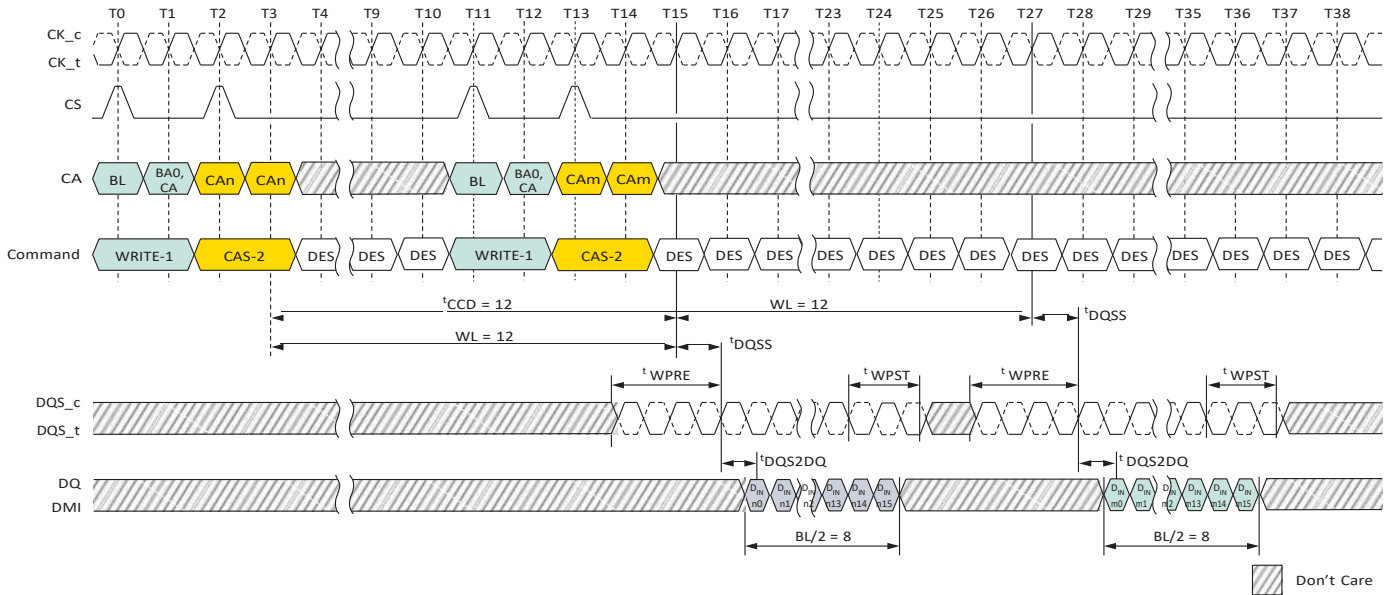 T0 T1 T2 T3 T4 T9 T10 T11 T12 T13 T14 T15 T16 T17 T23 T24 T25 T26 T27 T28 T29 T35 T36 T37 T38
CK_c
CK_t
CS
CA BL BA0, CA CAn CAn BL BA0, CA CAm CAm
Command WRITE-1 CAS-2 DES DES DES WRITE-1 CAS-2 DES DES DES DES DES DES DES DES DES DES DES DES DES DES
tCCD = 12 WL = 12
tDQSS
WL = 12
tDQSS
t WPRE t WPST t WPRE t WPST
DQS_c
DQS_t
tDQS2DQ t DQS2DQ
DQ
DMI
DIN n0 DIN n1 DIN n2 DIN n13 DIN n14 DIN n15 DIN m0 DIN m1 DIN m2 DIN m13 DIN m14 DIN m15
BL/2 = 8 BL/2 = 8
Don't Care